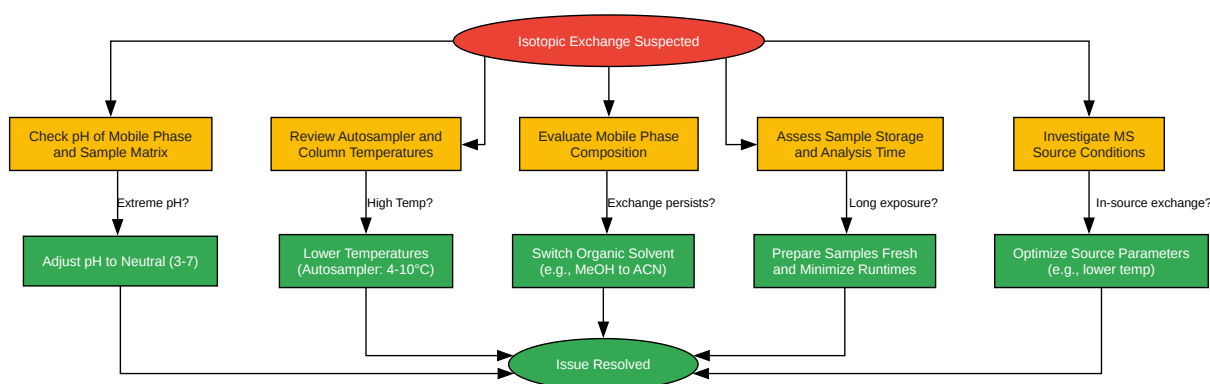 Isotopic Exchange Suspected
Check pH of Mobile Phase
and Sample Matrix
Review Autosampler and
Column Temperatures
Evaluate Mobile Phase
Composition
Assess Sample Storage
and Analysis Time
Investigate MS
Source Conditions
Extreme pH?
High Temp?
Exchange persists?
Long exposure?
In-source exchange?
Adjust pH to Neutral (3-7)
Lower Temperatures
(Autosampler: 4-10°C)
Switch Organic Solvent
(e.g., MeOH to ACN)
Prepare Samples Fresh
and Minimize Runtimes
Optimize Source Parameters
(e.g., lower temp)
Issue Resolved